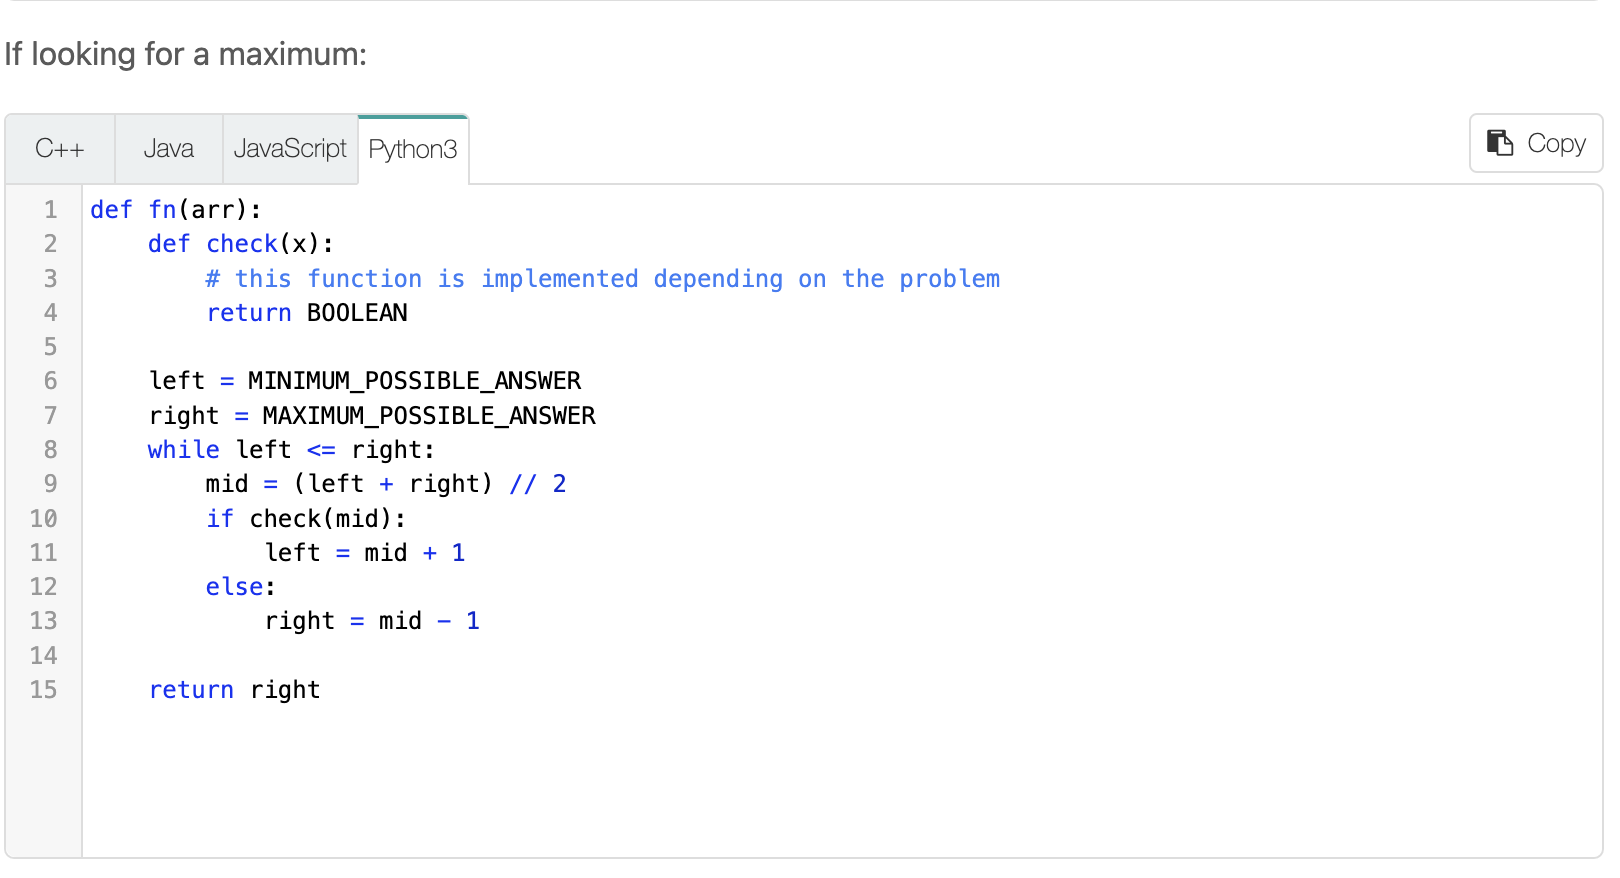 If looking for a maximum:
C++ Java JavaScript Python3 Copy
1 def fn(arr):
2     def check(x):
3         # this function is implemented depending on the problem
4         return BOOLEAN
5
6     left = MINIMUM_POSSIBLE_ANSWER
7     right = MAXIMUM_POSSIBLE_ANSWER
8     while left <= right:
9         mid = (left + right) // 2
10         if check(mid):
11             left = mid + 1
12         else:
13             right = mid - 1
14
15     return right